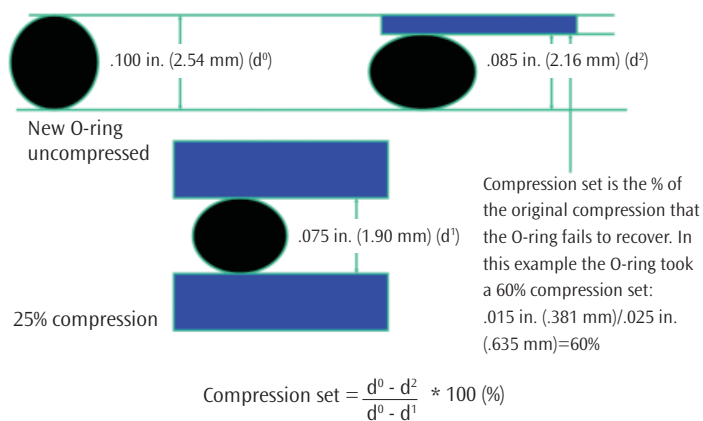 .100 in. (2.54 mm) (d⁰)
.085 in. (2.16 mm) (d²)
New O-ring
uncompressed
.075 in. (1.90 mm) (d¹)
25% compression
Compression set is the % of
the original compression that
the O-ring fails to recover. In
this example the O-ring took
a 60% compression set:
.015 in. (.381 mm)/.025 in.
(.635 mm)=60%
Compression set = d⁰ - d² / d⁰ - d¹ * 100 (%)